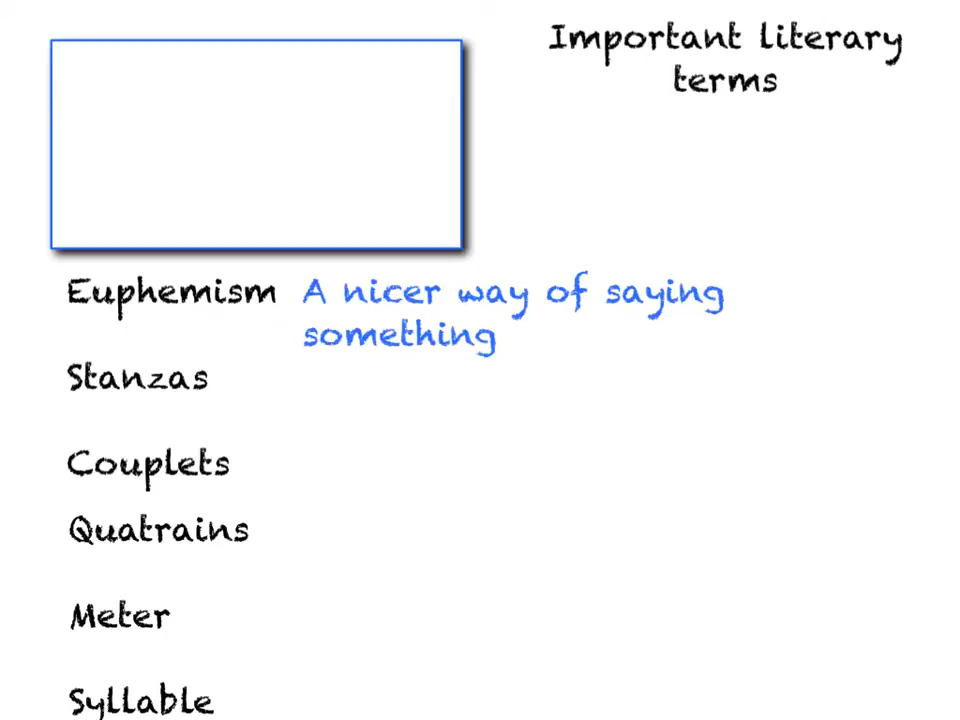 Important literary
terms
Euphemism A nicer way of saying
something
Stanzas
Couplets
Quatrains
Meter
Syllable